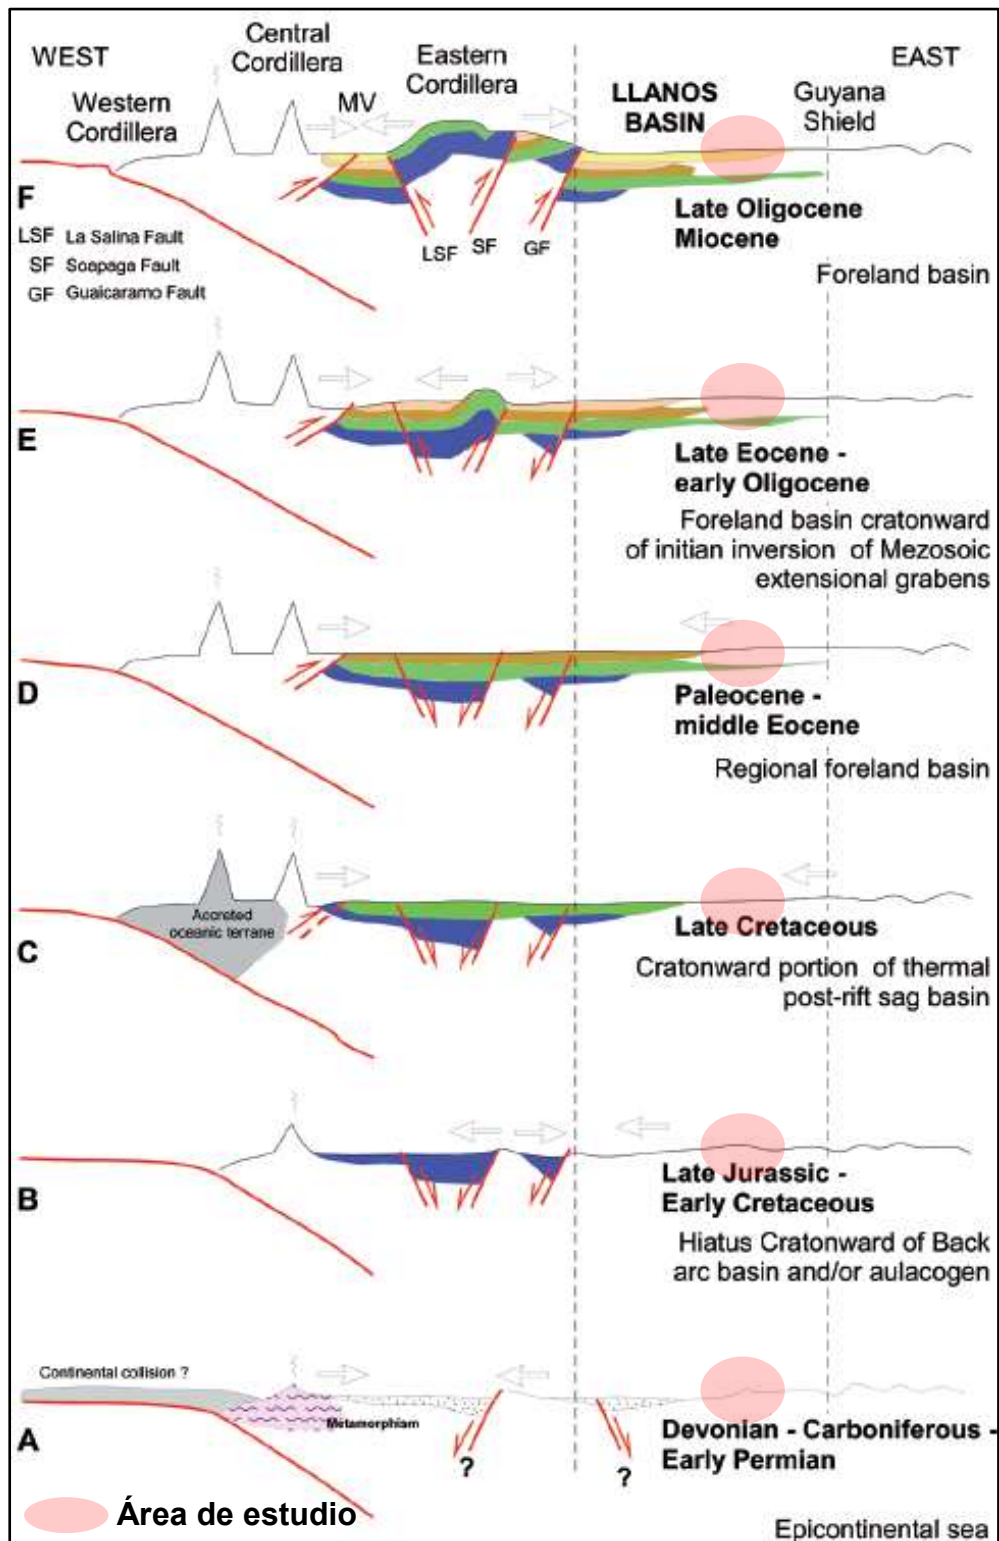 WEST
Central
Cordillera
Eastern
Cordillera
EAST
Western
Cordillera
MV
LLANOS
BASIN
Guyana
Shield
F
LSF La Salina Fault
SF Soapaga Fault
GF Guaicaramo Fault
LSF
SF
GF
Late Oligocene
Miocene
Foreland basin
E
Late Eocene -
early Oligocene
Foreland basin cratonward
of initian inversion of Mezosoic
extensional grabens
D
Paleocene -
middle Eocene
Regional foreland basin
Accreted
oceanic terrane
C
Late Cretaceous
Cratonward portion of thermal
post-rift sag basin
B
Late Jurassic -
Early Cretaceous
Hiatus Cratonward of Back
arc basin and/or aulacogen
Continental collision ?
Metamorphism
A
?
?
Devonian - Carboniferous -
Early Permian
Área de estudio
Epicontinental sea